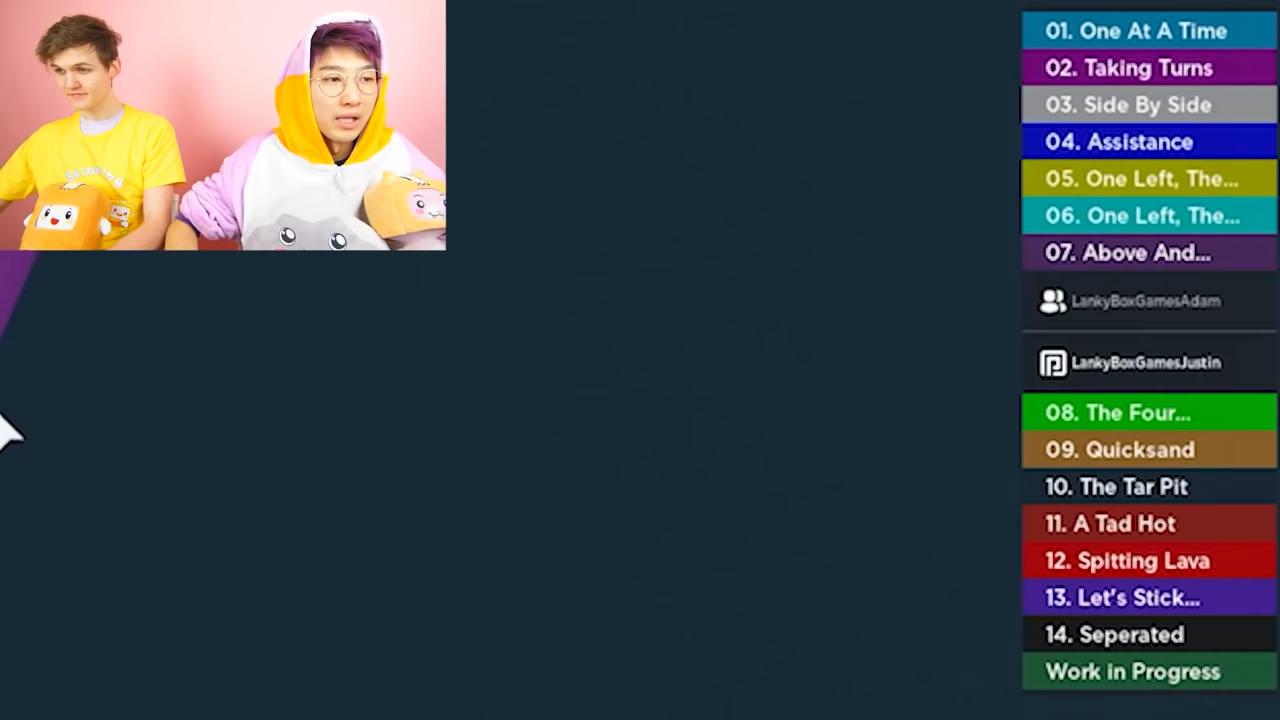 01. One At A Time
02. Taking Turns
03. Side By Side
04. Assistance
05. One Left, The...
06. One Left, The...
07. Above And...
LankyBoxGamesAdam
LankyBoxGamesJustin
08. The Four...
09. Quicksand
10. The Tar Pit
11. A Tad Hot
12. Spitting Lava
13. Let's Stick...
14. Seperated
Work in Progress